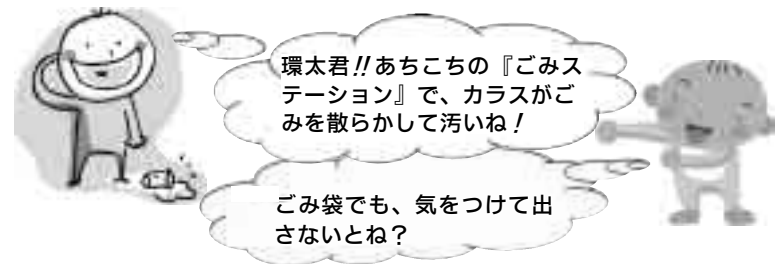 環太君!!あちこちの『ごみス
テーション』で、カラスがご
みを散らかして汚いね!
ごみ袋でも、気をつけて出
さないとね?